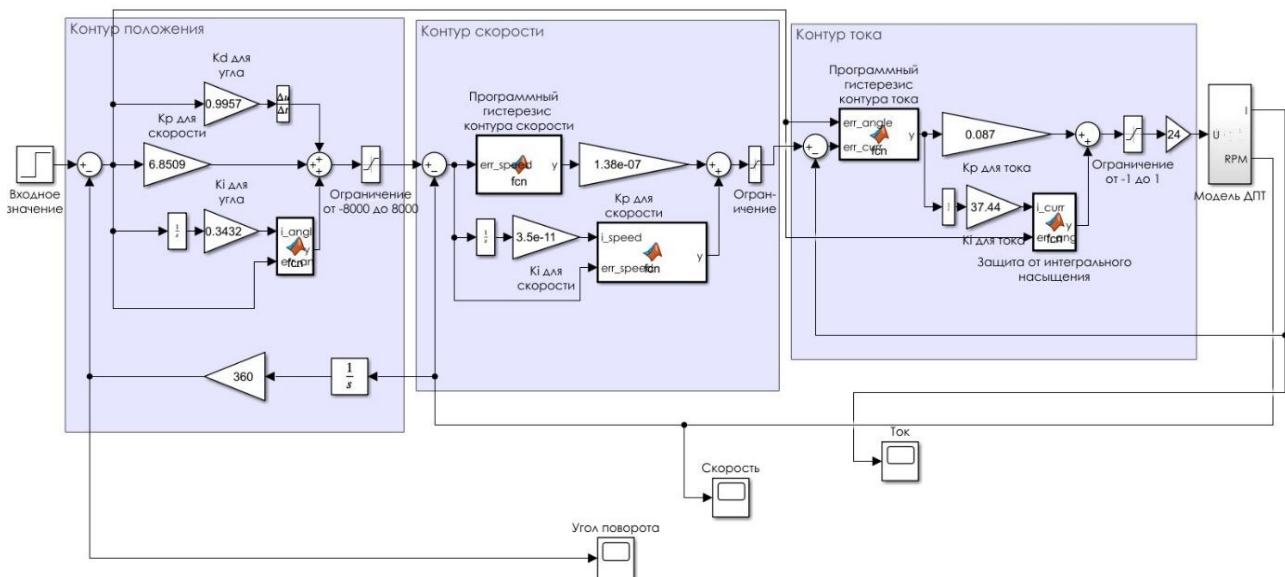 Контур положения
Kd для
угла
0.9957
Δu
Δt
Kp для
скорости
6.8509
Входное
значение
Ki для
угла
1
s
0.3432
i_angl
y
fcn
Ограничение
от -8000 до 8000
360
1
s
Контур скорости
Программный
гистерезис
контура скорости
err_speed
y
fcn
1.38e-07
Kp для
скорости
1
s
3.5e-11
Ki для
скорости
i_speed
err_speed
y
fcn
Огран-
ичение
Контур тока
Программный
гистерезис
контура тока
err_angle
err_curr
y
fcn
0.087
Kp для тока
37.44
Ki для тока
i_curr
y
fcn
Защита от интегрального
насыщения
Ограничение
от -1 до 1
24
U
I
RPM
Модель ДПТ
Ток
Скорость
Угол поворота